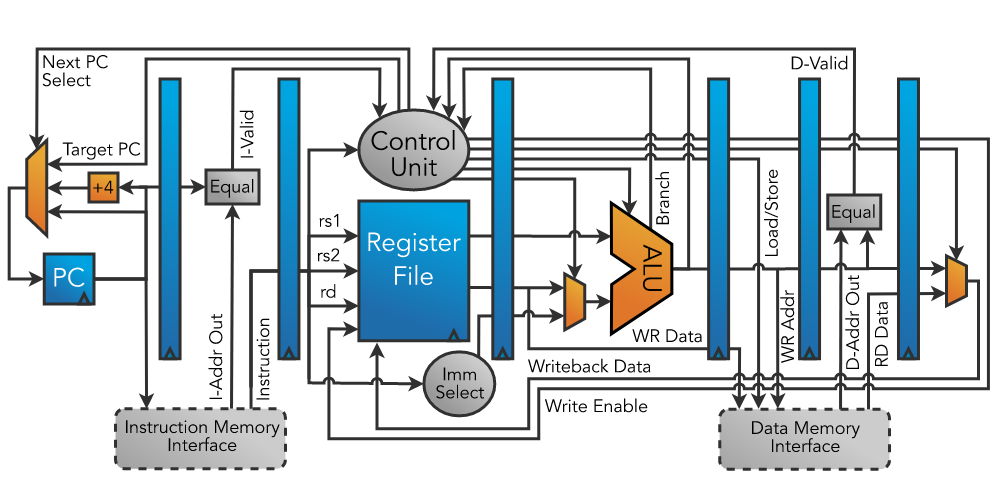 Next PC
Select
Target PC
+4
PC
I-Valid
Equal
I-Addr Out
Instruction
Instruction Memory
Interface
Control
Unit
rs1
rs2
rd
Register
File
Imm
Select
ALU
Branch
WR Data
Writeback Data
Write Enable
Load/Store
WR Addr
D-Valid
Equal
D-Addr Out
RD Data
Data Memory
Interface